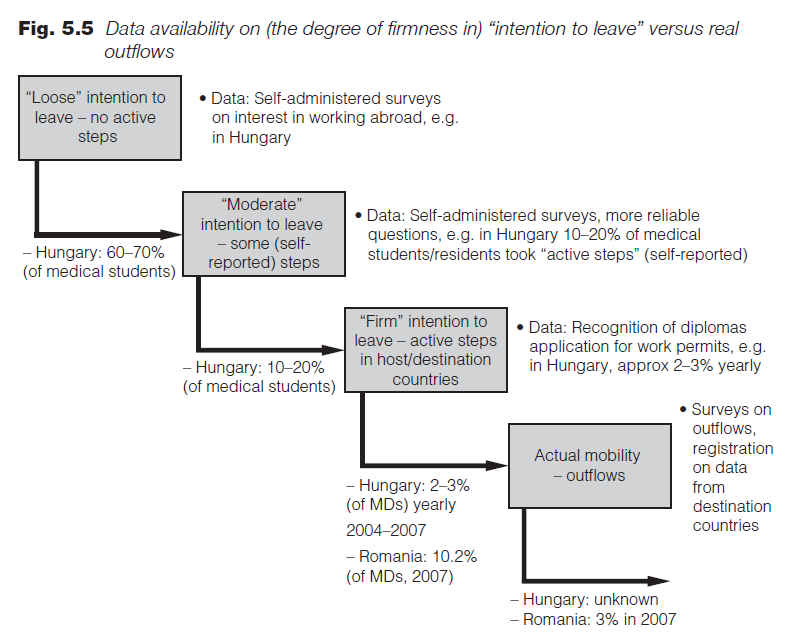 Fig. 5.5 Data availability on (the degree of firmness in) “intention to leave” versus real
outflows
“Loose” intention to
leave – no active
steps
• Data: Self-administered surveys
on interest in working abroad, e.g.
in Hungary
– Hungary: 60–70%
(of medical students)
“Moderate”
intention to leave
– some (self-
reported) steps
• Data: Self-administered surveys, more reliable
questions, e.g. in Hungary 10–20% of medical
students/residents took “active steps” (self-reported)
– Hungary: 10–20%
(of medical students)
“Firm” intention to
leave – active steps
in host/destination
countries
• Data: Recognition of diplomas
application for work permits, e.g.
in Hungary, approx 2–3% yearly
– Hungary: 2–3%
(of MDs) yearly
2004–2007
– Romania: 10.2%
(of MDs, 2007)
Actual mobility
– outflows
• Surveys on
outflows,
registration
on data
from
destination
countries
– Hungary: unknown
– Romania: 3% in 2007